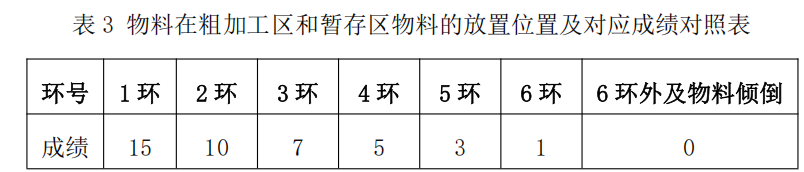 表 3 物料在粗加工区和暂存区物料的放置位置及对应成绩对照表
环号 1 环 2 环 3 环 4 环 5 环 6 环 6 环外及物料倾倒
成绩 15 10 7 5 3 1 0